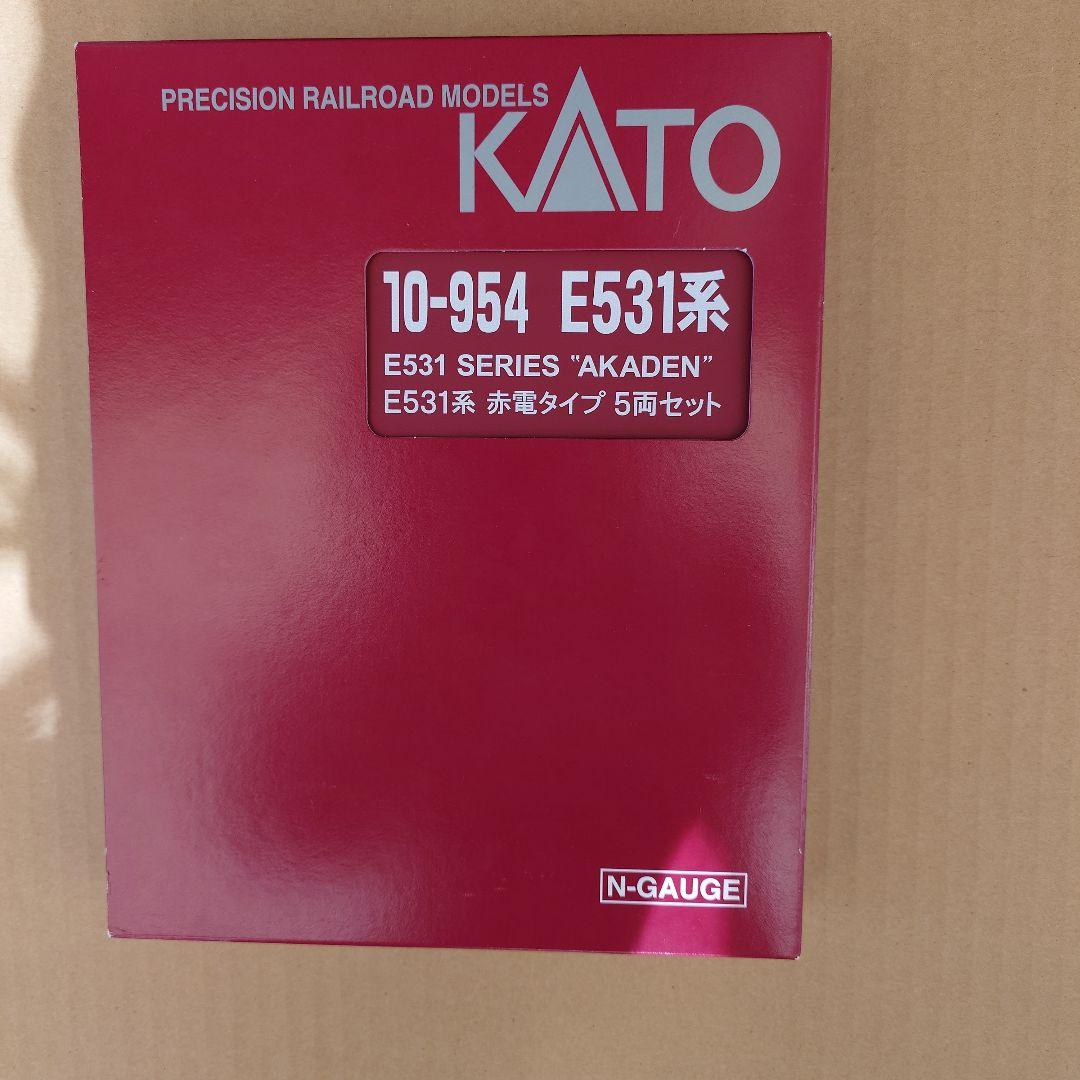 PRECISION RAILROAD MODELS
KATO
10-954 E531系
E531 SERIES "AKADEN"
E531系 赤電タイプ 5両セット
N-GAUGE